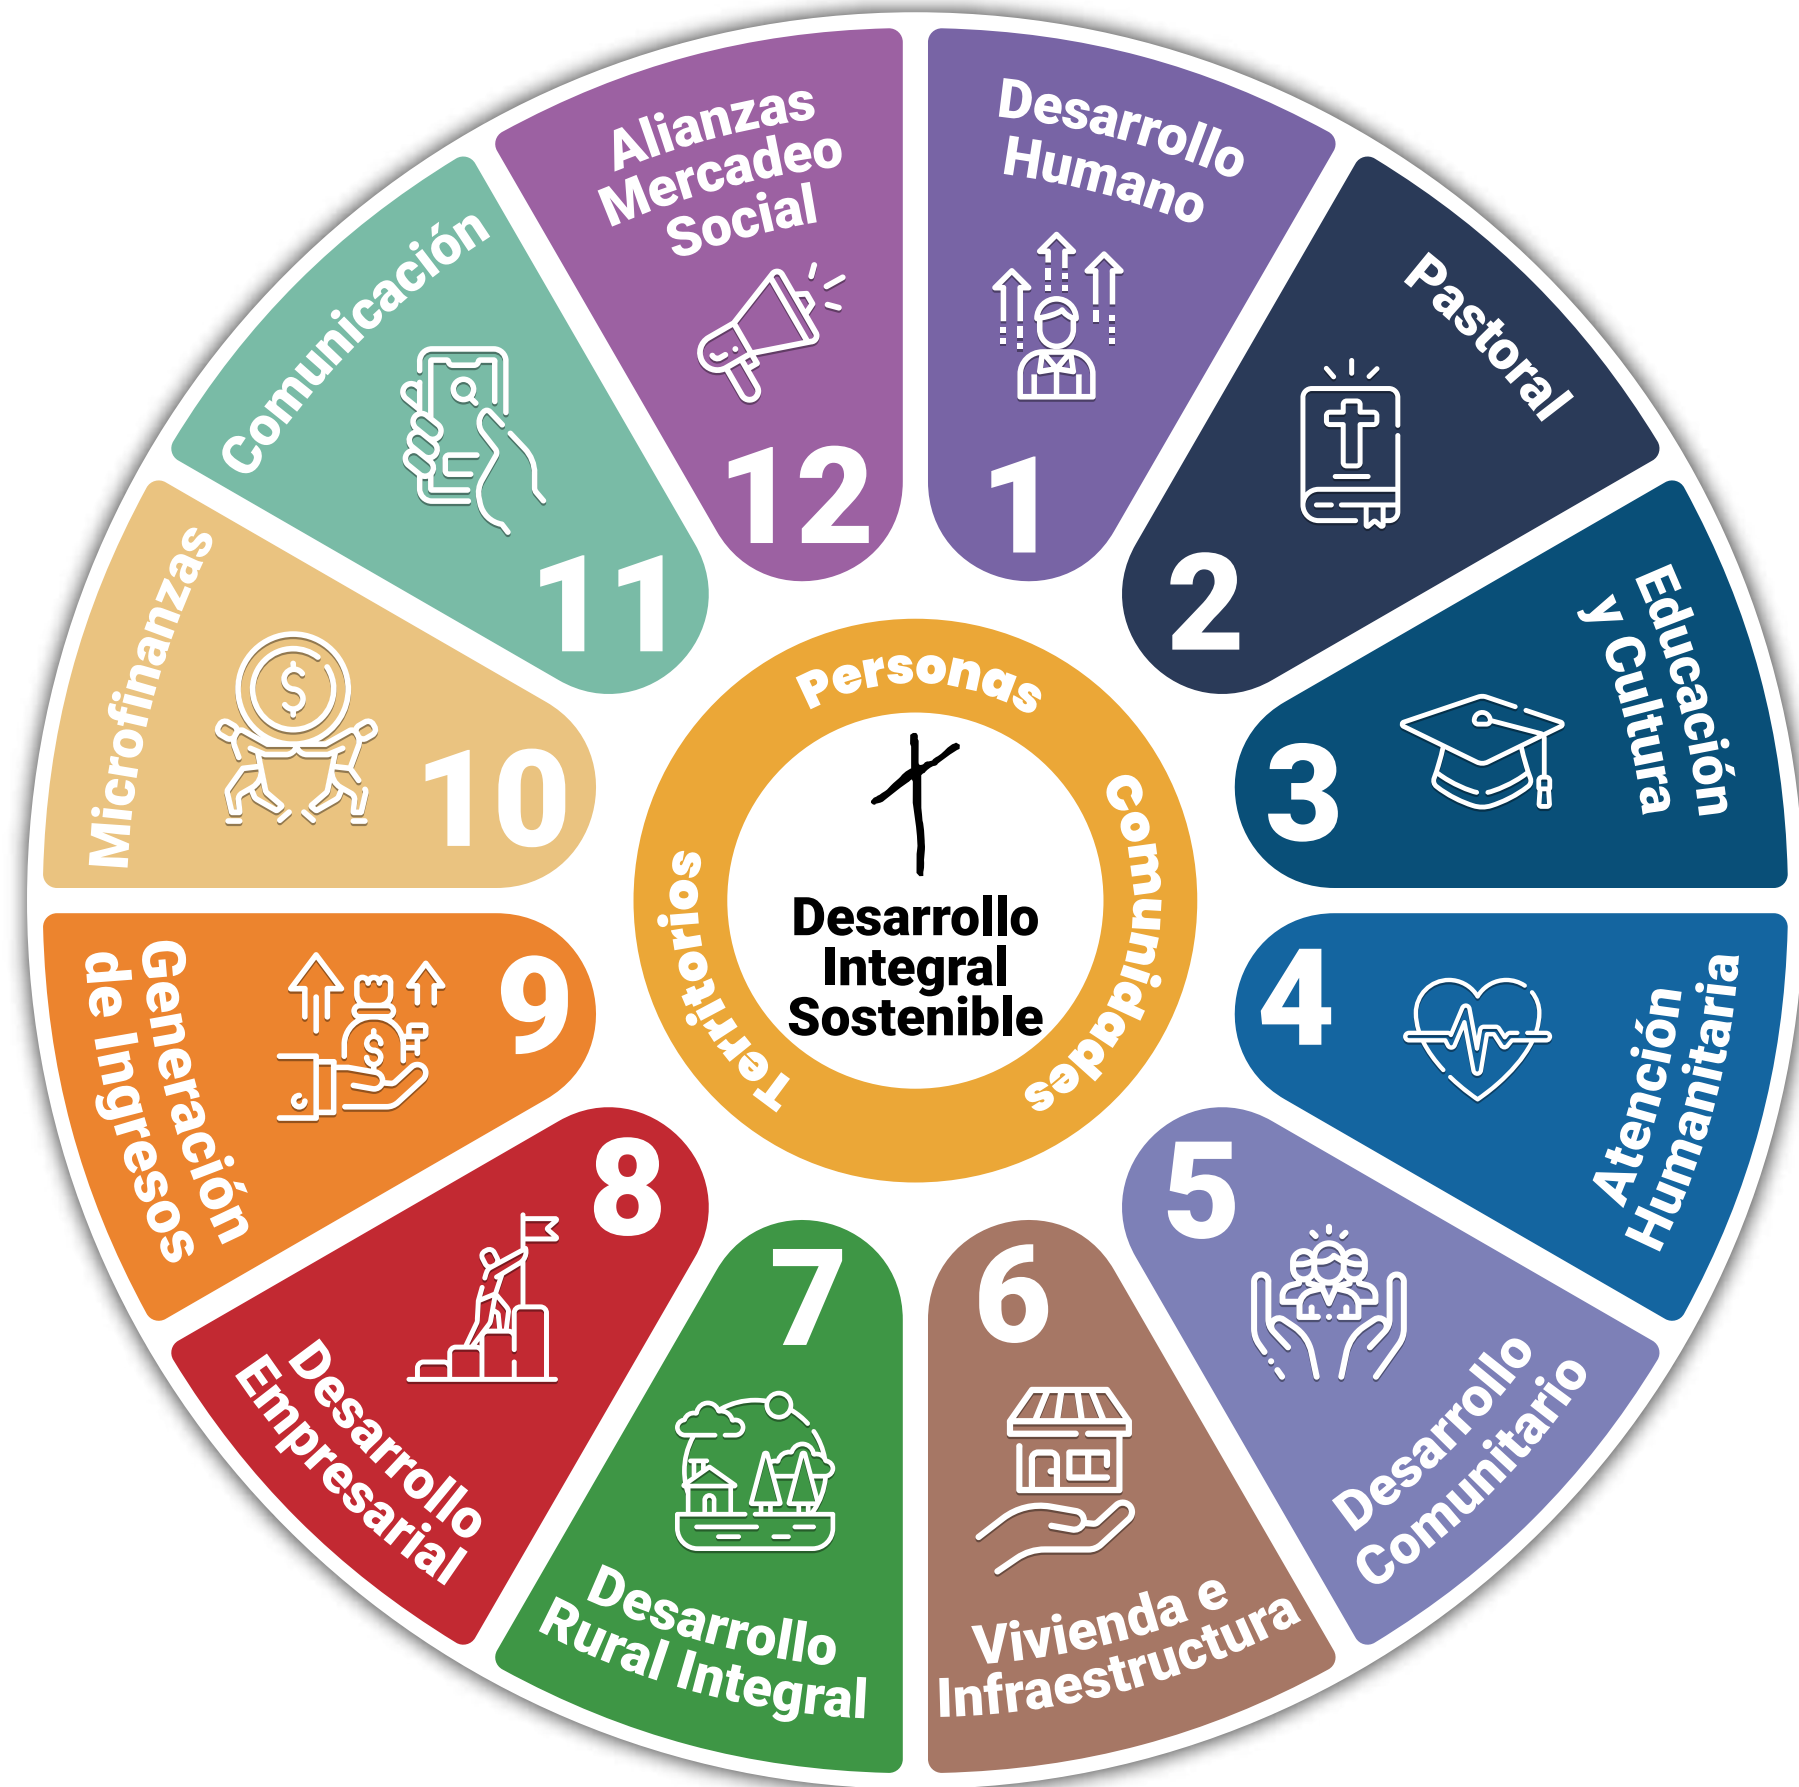 Desarrollo
Humano
1
Pastoral
2
Educación
y Cultura
3
Atención
Humanitaria
4
Desarrollo
Comunitario
5
Vivienda e
Infraestructura
6
Desarrollo
Rural Integral
7
Desarrollo
Empresarial
8
Generación
de Ingresos
9
Microfinanzas
$
10
Comunicación
11
Alianzas
Mercadeo
Social
12
Personas
Comunidades
Territorios
Desarrollo
Integral
Sostenible
$